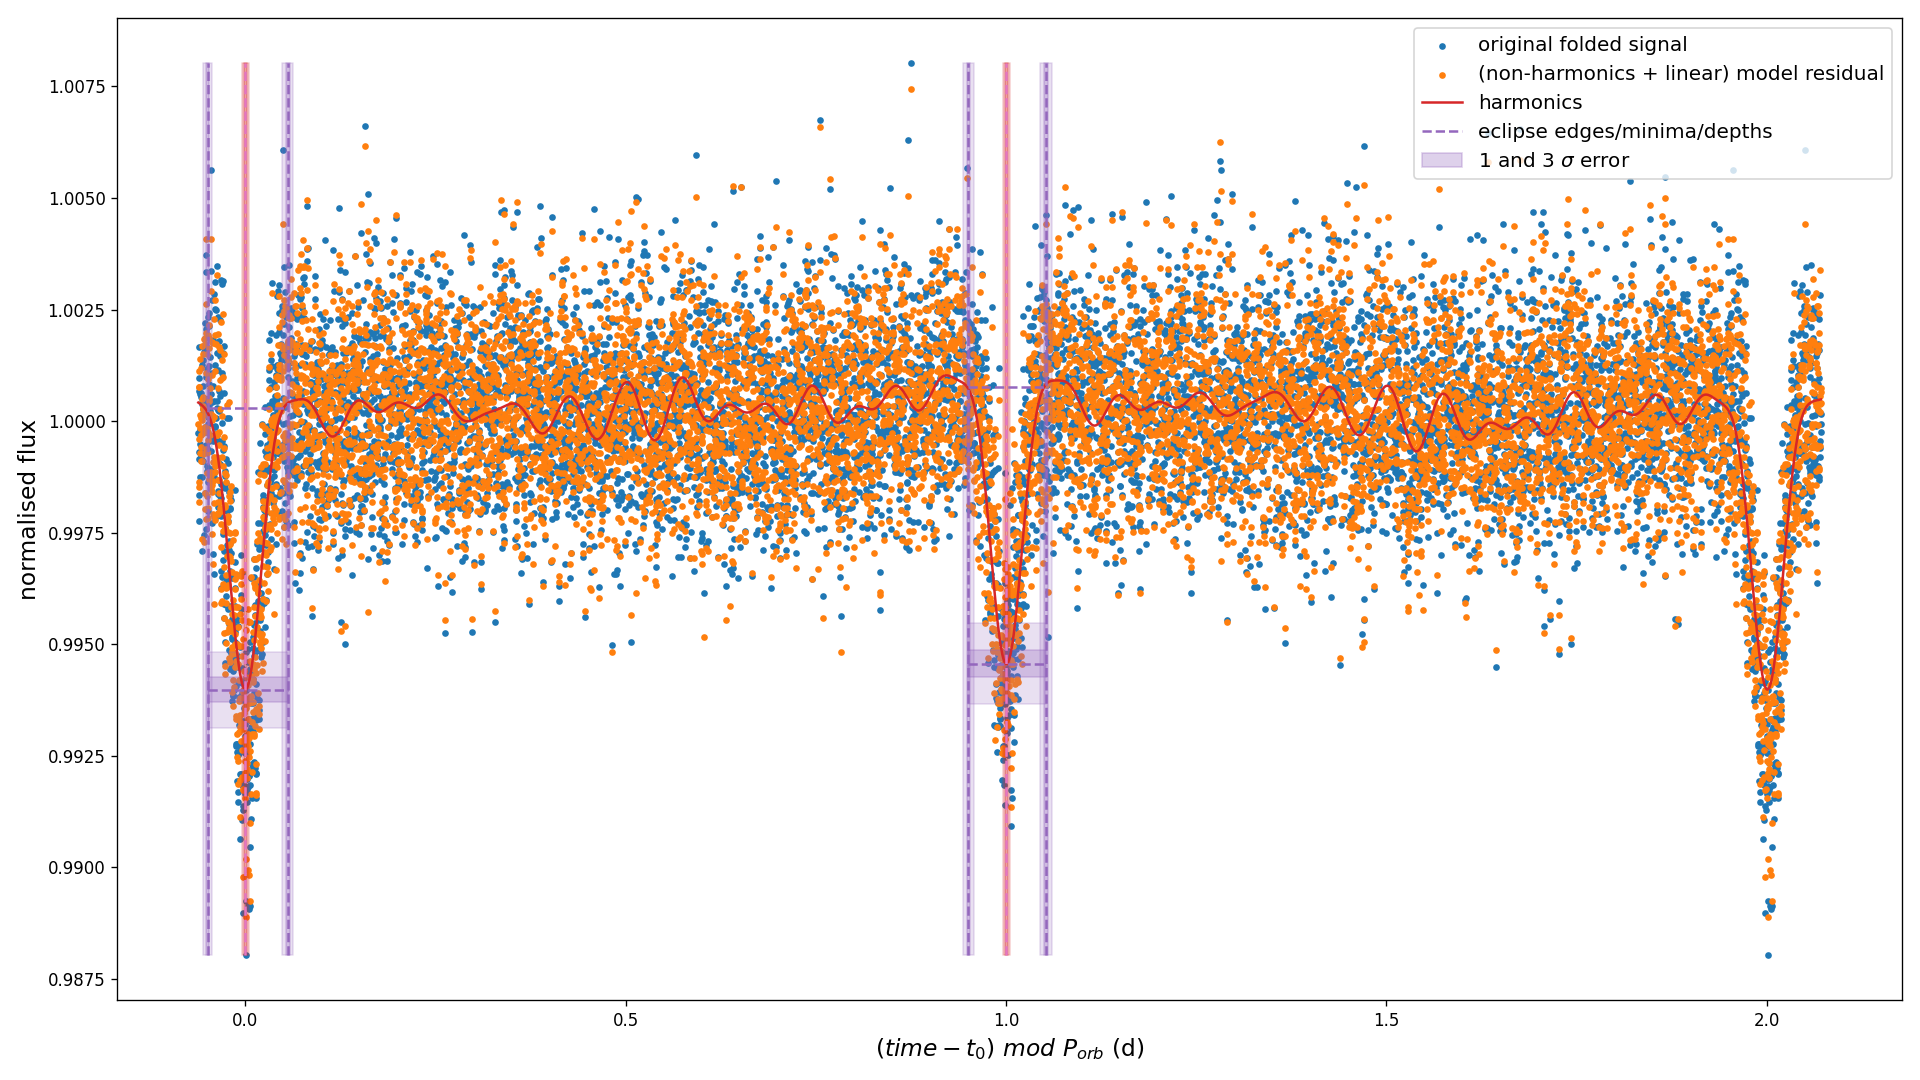 original folded signal
(non-harmonics + linear) model residual
harmonics
eclipse edges/minima/depths
1 and 3 σ error
normalised flux
1.0075
1.0050
1.0025
1.0000
0.9975
0.9950
0.9925
0.9900
0.9875
0.0
0.5
1.0
1.5
2.0
(time − t₀) mod Pₒᵣb (d)